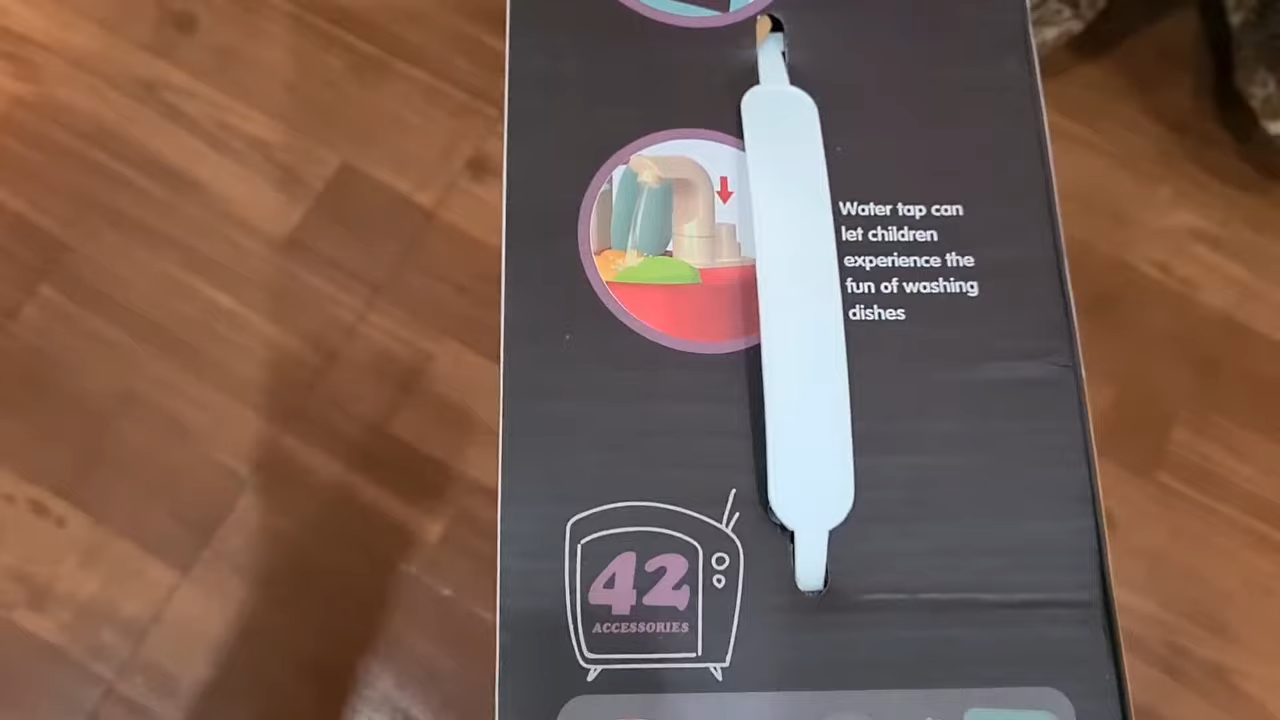 Water tap can
let children
experience the
fun of washing
dishes
42
ACCESSORIES